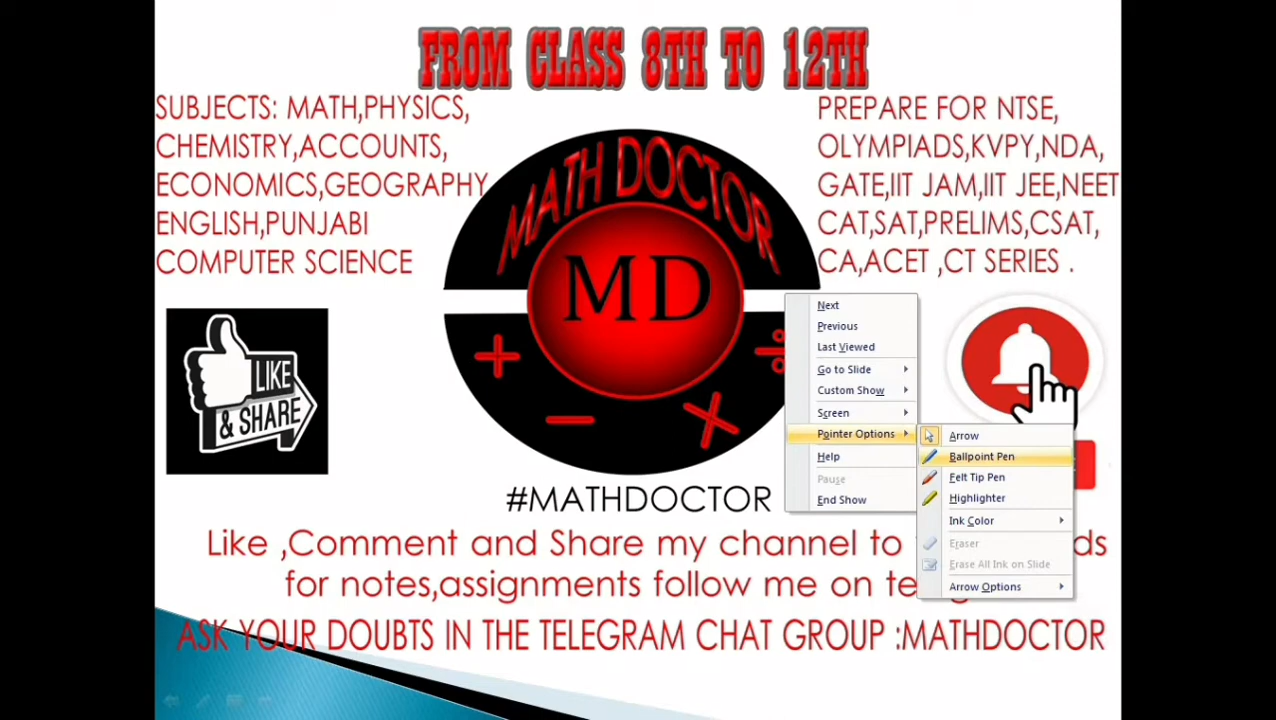 FROM CLASS 8TH TO 12TH
SUBJECTS: MATH,PHYSICS,
CHEMISTRY,ACCOUNTS,
ECONOMICS,GEOGRAPHY
ENGLISH,PUNJABI
COMPUTER SCIENCE
PREPARE FOR NTSE,
OLYMPIADS,KVPY,NDA,
GATE,IIT JAM,IIT JEE,NEET
CAT,SAT,PRELIMS,CSAT,
CA,ACET ,CT SERIES .
MATH DOCTOR
MD
LIKE
& SHARE
Next
Previous
Last Viewed
Go to Slide
Custom Show
Screen
Pointer Options
Help
Pause
End Show
Arrow
Ballpoint Pen
Felt Tip Pen
Highlighter
Ink Color
Eraser
Erase All Ink on Slide
Arrow Options
#MATHDOCTOR
Like ,Comment and Share my channel to
for notes,assignments follow me on
ASK YOUR DOUBTS IN THE TELEGRAM CHAT GROUP :MATHDOCTOR